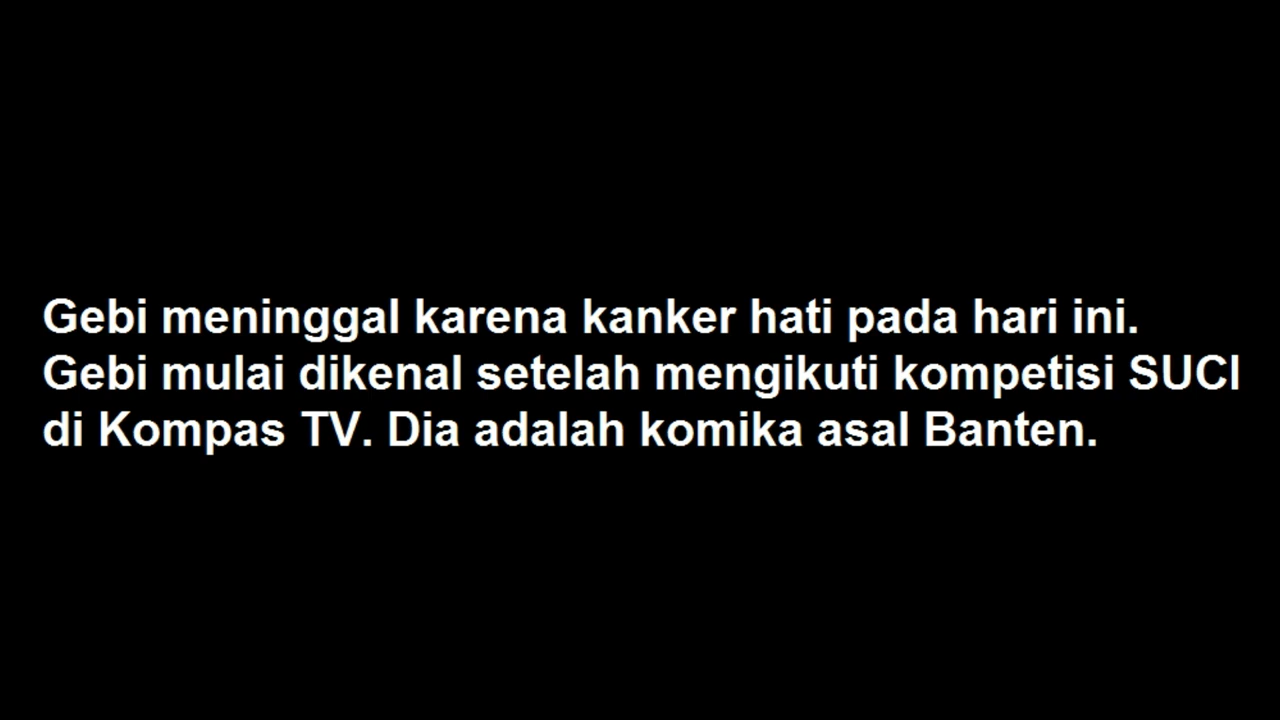 Gebi meninggal karena kanker hati pada hari ini.
Gebi mulai dikenal setelah mengikuti kompetisi SUCI
di Kompas TV. Dia adalah komika asal Banten.